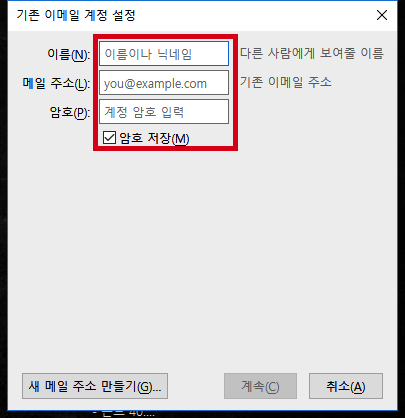 기존 이메일 계정 설정
이름(N): 이름이나 닉네임 다른 사람에게 보여줄 이름
메일 주소(L): you@example.com 기존 이메일 주소
암호(P): 계정 암호 입력
암호 저장(M)
새 메일 주소 만들기(G)... 계속(C) 취소(A)